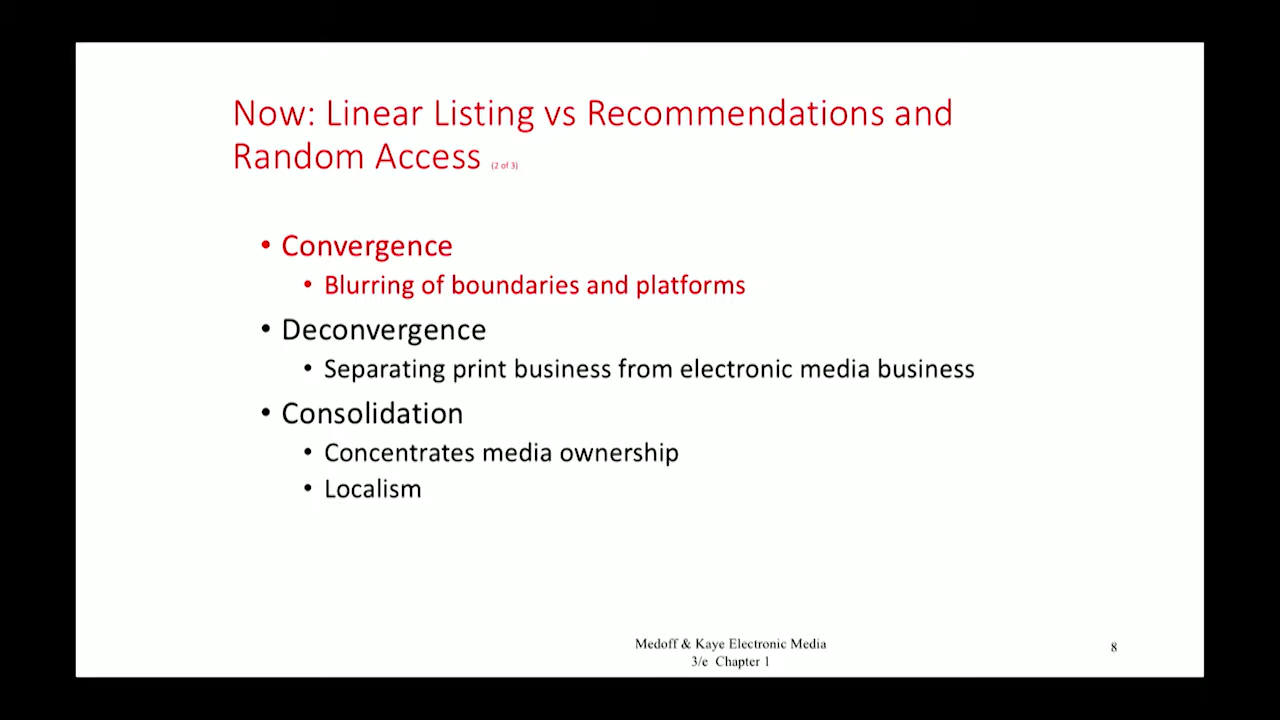 Now: Linear Listing vs Recommendations and
Random Access (2 of 3)
• Convergence
• Blurring of boundaries and platforms
• Deconvergence
• Separating print business from electronic media business
• Consolidation
• Concentrates media ownership
• Localism
Medoff & Kaye Electronic Media
3/e Chapter 1
8